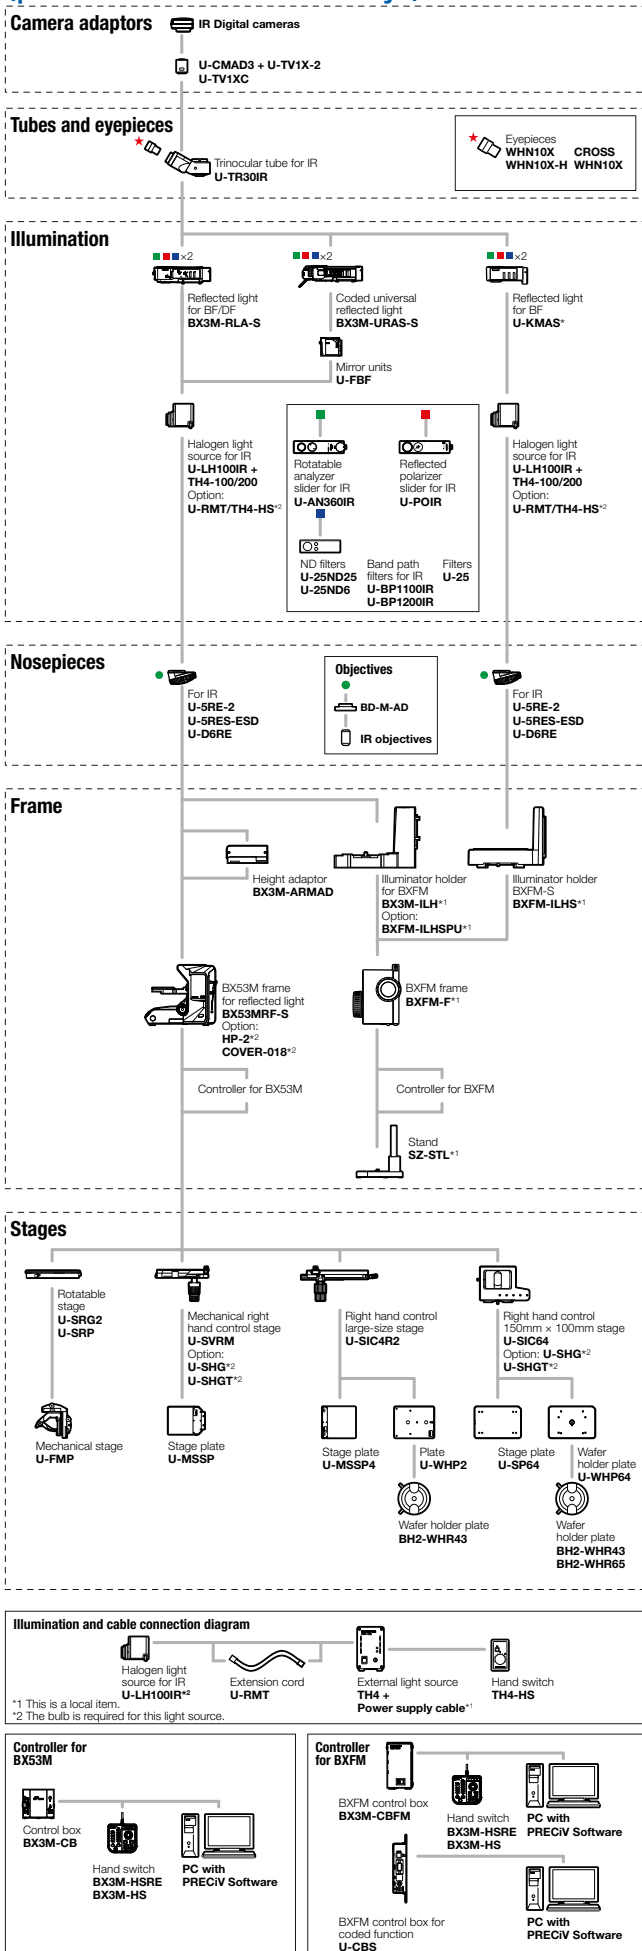 Camera adaptors
IR Digital cameras
U-CMAD3 + U-TV1X-2
U-TV1XC
Tubes and eyepieces
Trinocular tube for IR
U-TR30IR
Eyepieces
WHN10X CROSS
WHN10X-H WHN10X
Illumination
×2
Reflected light
for BF/DF
BX3M-RLA-S
×2
Coded universal
reflected light
BX3M-URAS-S
×2
Reflected light
for BF
U-KMAS*
Mirror units
U-FBF
Halogen light
source for IR
U-LH100IR +
TH4-100/200
Option:
U-RMT/TH4-HS*2
Rotatable
analyzer
slider for IR
U-AN360IR
Reflected
polarizer
slider for IR
U-POIR
ND filters
U-25ND25
U-25ND6
Band path
filters for IR
U-BP1100IR
U-BP1200IR
Filters
U-25
Halogen light
source for IR
U-LH100IR +
TH4-100/200
Option:
U-RMT/TH4-HS*2
Nosepieces
For IR
U-5RE-2
U-5RES-ESD
U-D6RE
Objectives
BD-M-AD
IR objectives
For IR
U-5RE-2
U-5RES-ESD
U-D6RE
Frame
Height adaptor
BX3M-ARMAD
Illuminator holder
for BXFM
BX3M-ILH*1
Option:
BXFM-ILHSPU*1
Illuminator holder
BXFM-S
BXFM-ILHS*1
BX53M frame
for reflected light
BX53MRF-S
Option:
HP-2*2
COVER-018*2
BXFM frame
BXFM-F*1
Controller for BX53M
Controller for BXFM
Stand
SZ-STL*1
Stages
Rotatable
stage
U-SRG2
U-SRP
Mechanical right
hand control stage
U-SVRM
Option:
U-SHG*2
U-SHGT*2
Right hand control
large-size stage
U-SIC4R2
Right hand control
150mm × 100mm stage
U-SIC64
Option: U-SHG*2
U-SHGT*2
Mechanical stage
U-FMP
Stage plate
U-MSSP
Stage plate
U-MSSP4
Plate
U-WHP2
Stage plate
U-SP64
Wafer
holder plate
U-WHP64
Wafer holder plate
BH2-WHR43
Wafer
holder plate
BH2-WHR43
BH2-WHR65
Illumination and cable connection diagram
Halogen light
source for IR
U-LH100IR*2
Extension cord
U-RMT
External light source
TH4 +
Power supply cable*1
Hand switch
TH4-HS
*1 This is a local item.
*2 The bulb is required for this light source.
Controller for
BX53M
Control box
BX3M-CB
Hand switch
BX3M-HSRE
BX3M-HS
PC with
PRECiV Software
Controller
for BXFM
BXFM control box
BX3M-CBFM
Hand switch
BX3M-HSRE
BX3M-HS
PC with
PRECiV Software
BXFM control box for
coded function
U-CBS
PC with
PRECiV Software